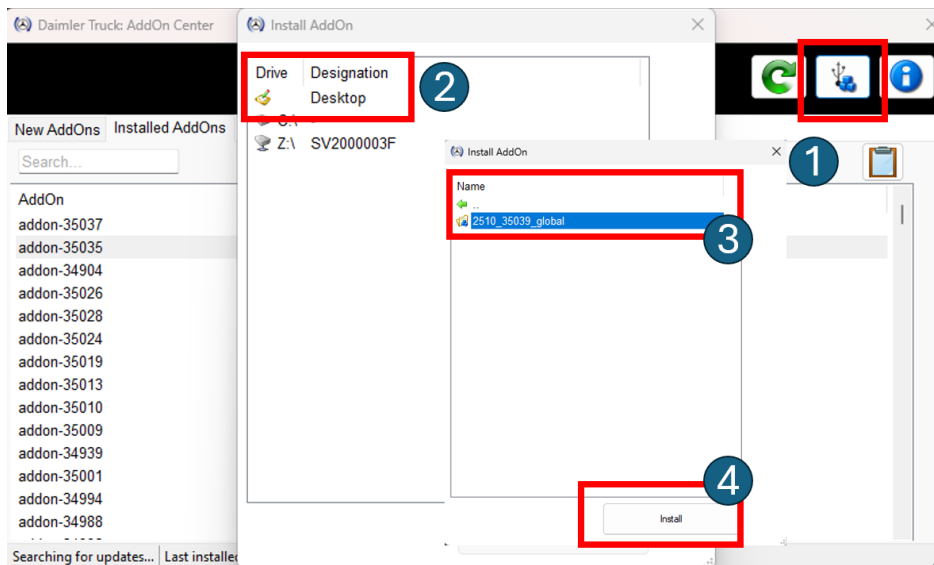 Daimler Truck: AddOn Center
Install AddOn
Drive Designation
Desktop
2
Z:\ SV2000003F
New AddOns Installed AddOns
Search...
1
Install AddOn
Name
..
2510_35039_global
3
AddOn
addon-35037
addon-35035
addon-34904
addon-35026
addon-35028
addon-35024
addon-35019
addon-35013
addon-35010
addon-35009
addon-34939
addon-35001
addon-34994
addon-34988
4
Install
Searching for updates... Last installed